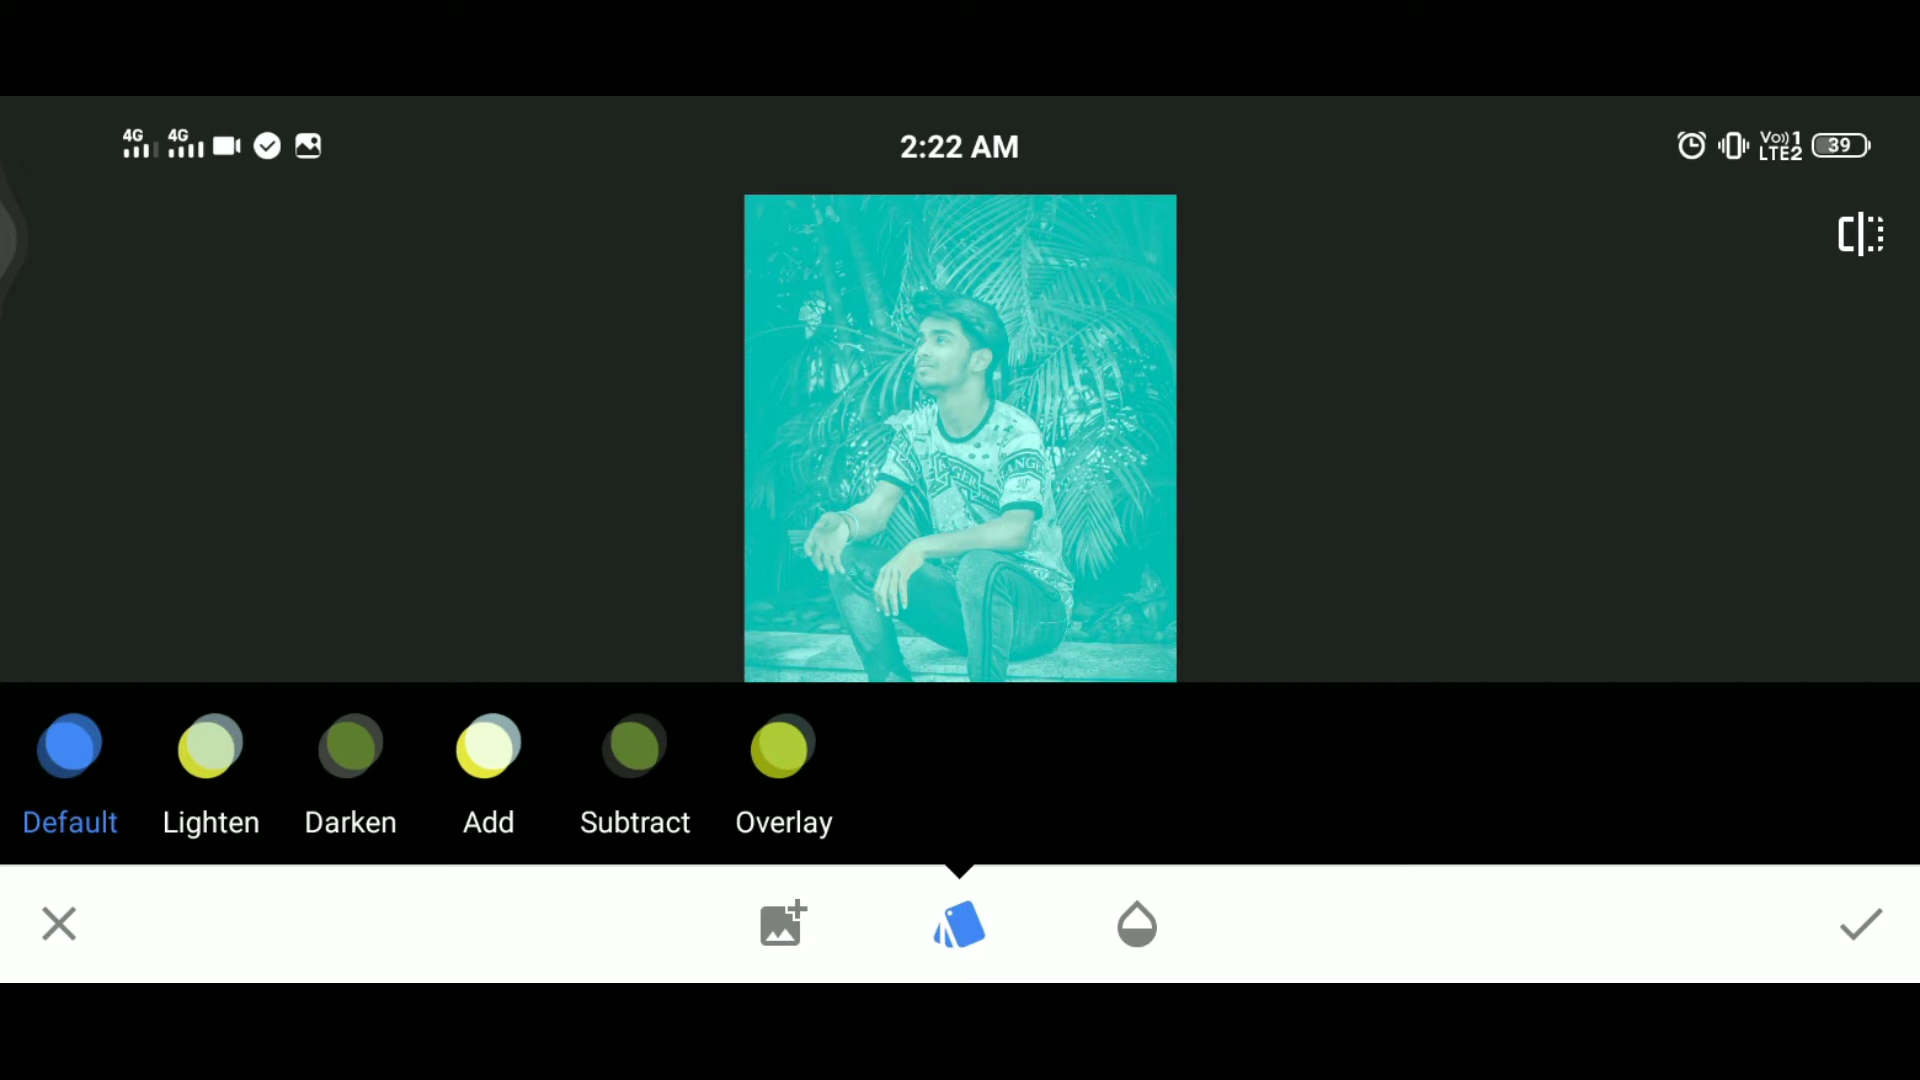 4G 4G 2:22 AM Vo)) 1 LTE2 39
Default Lighten Darken Add Subtract Overlay